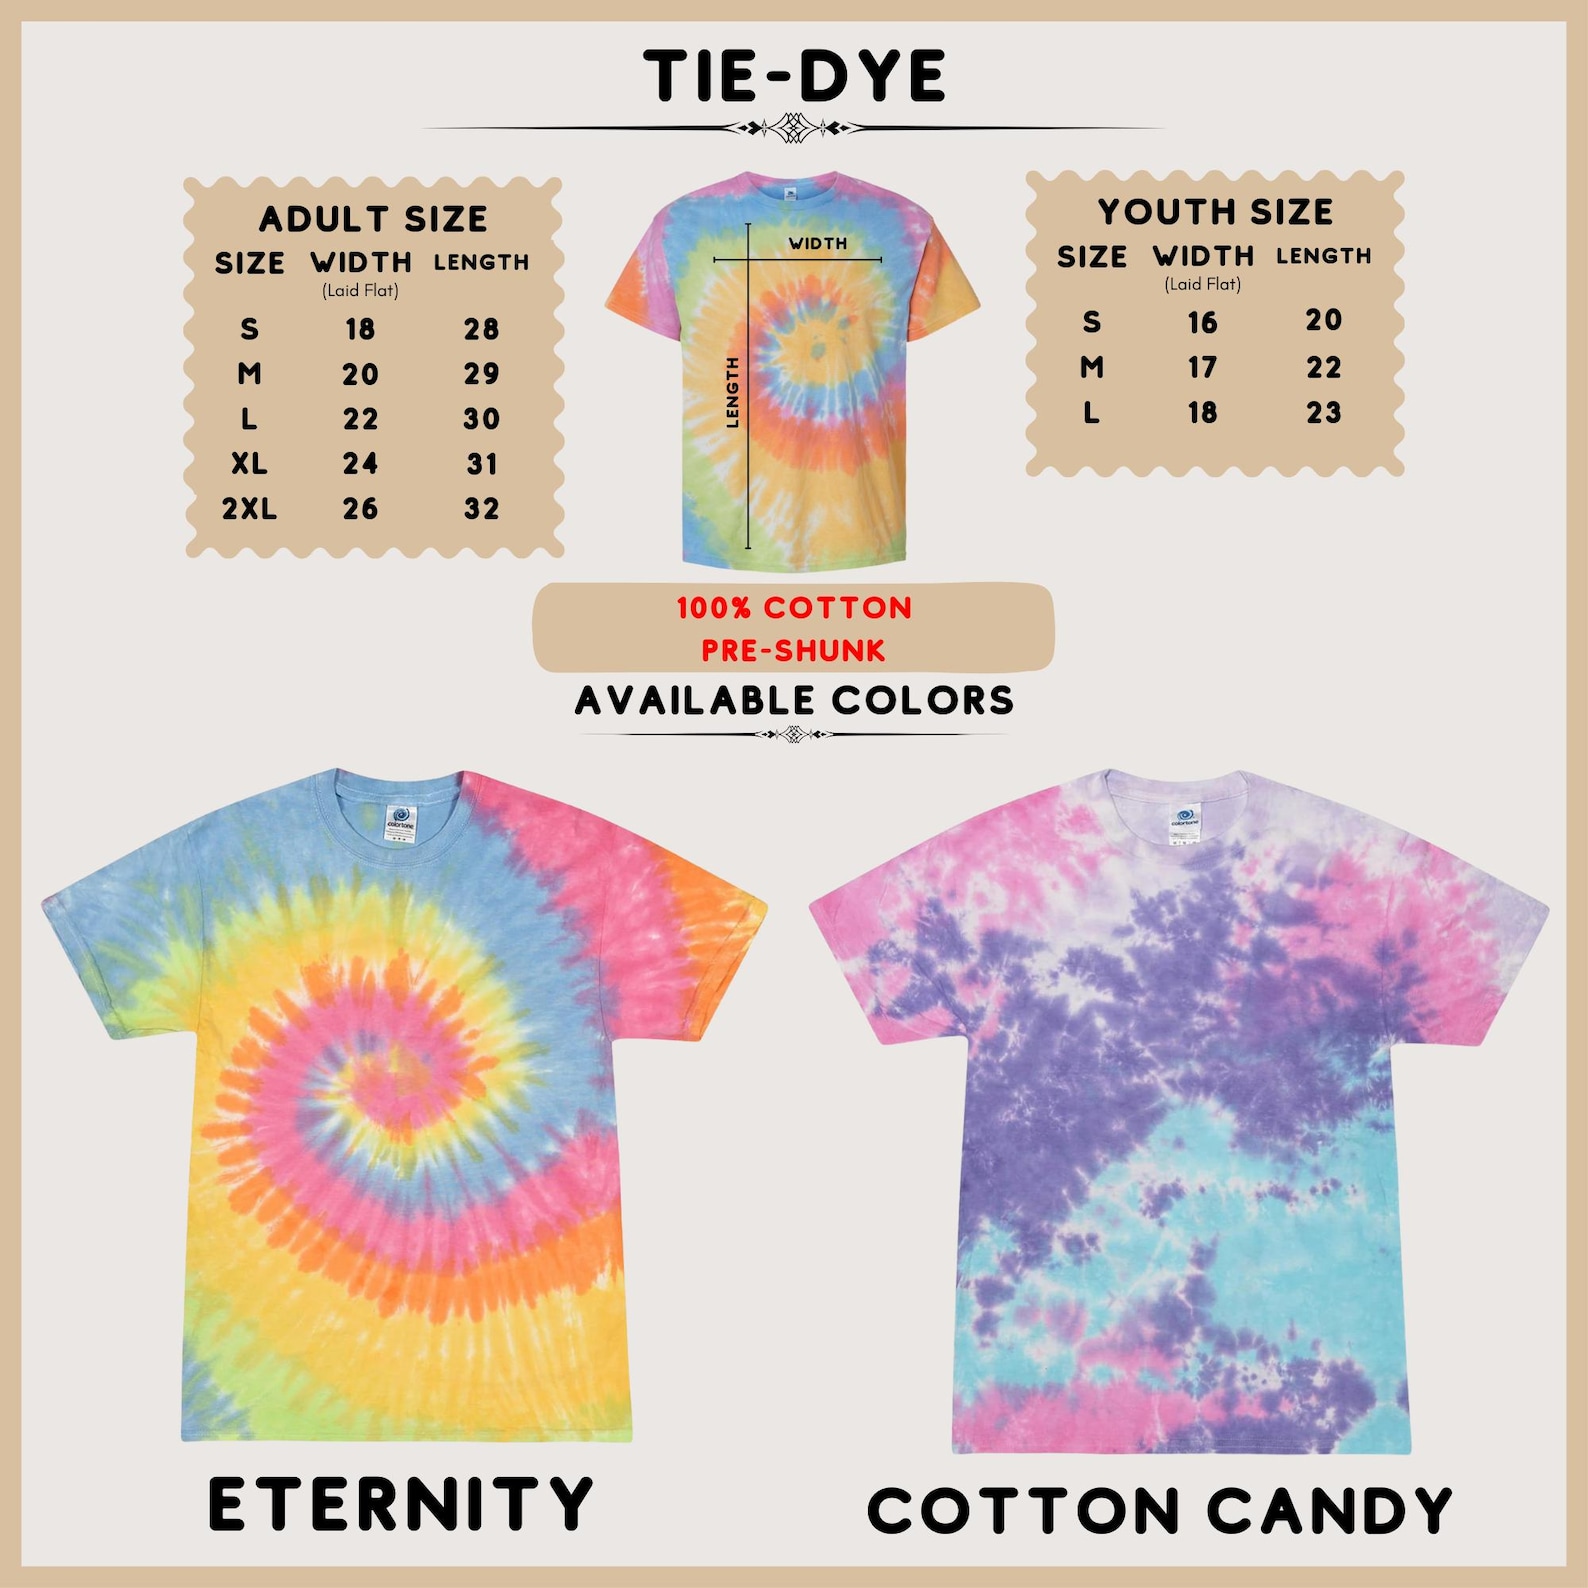 TIE-DYE
ADULT SIZE
SIZE WIDTH LENGTH
(Laid Flat)
S 18 28
M 20 29
L 22 30
XL 24 31
2XL 26 32
WIDTH
LENGTH
YOUTH SIZE
SIZE WIDTH LENGTH
(Laid Flat)
S 16 20
M 17 22
L 18 23
100% COTTON
PRE-SHUNK
AVAILABLE COLORS
colortone
colortone
ETERNITY
COTTON CANDY